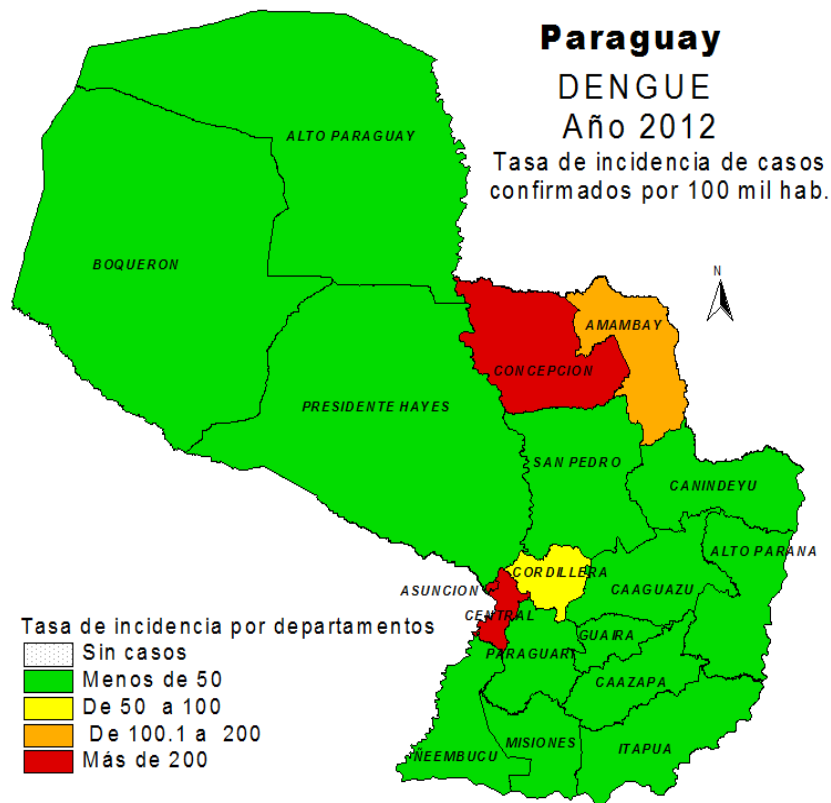 Paraguay
DENGUE
Año 2012
Tasa de incidencia de casos
confirmados por 100 mil hab.
ALTO PARAGUAY
BOQUERON
N
AMAMBAY
CONCEPCION
PRESIDENTE HAYES
SAN PEDRO
CANINDEYU
ALTO PARANA
CORDILLERA
CAAGUAZU
ASUNCION
CENTRAL
GUAIRA
PARAGUARI
CAAZAPA
MISIONES
ITAPUA
ÑEEMBUCU
Tasa de incidencia por departamentos
Sin casos
Menos de 50
De 50 a 100
De 100.1 a 200
Más de 200